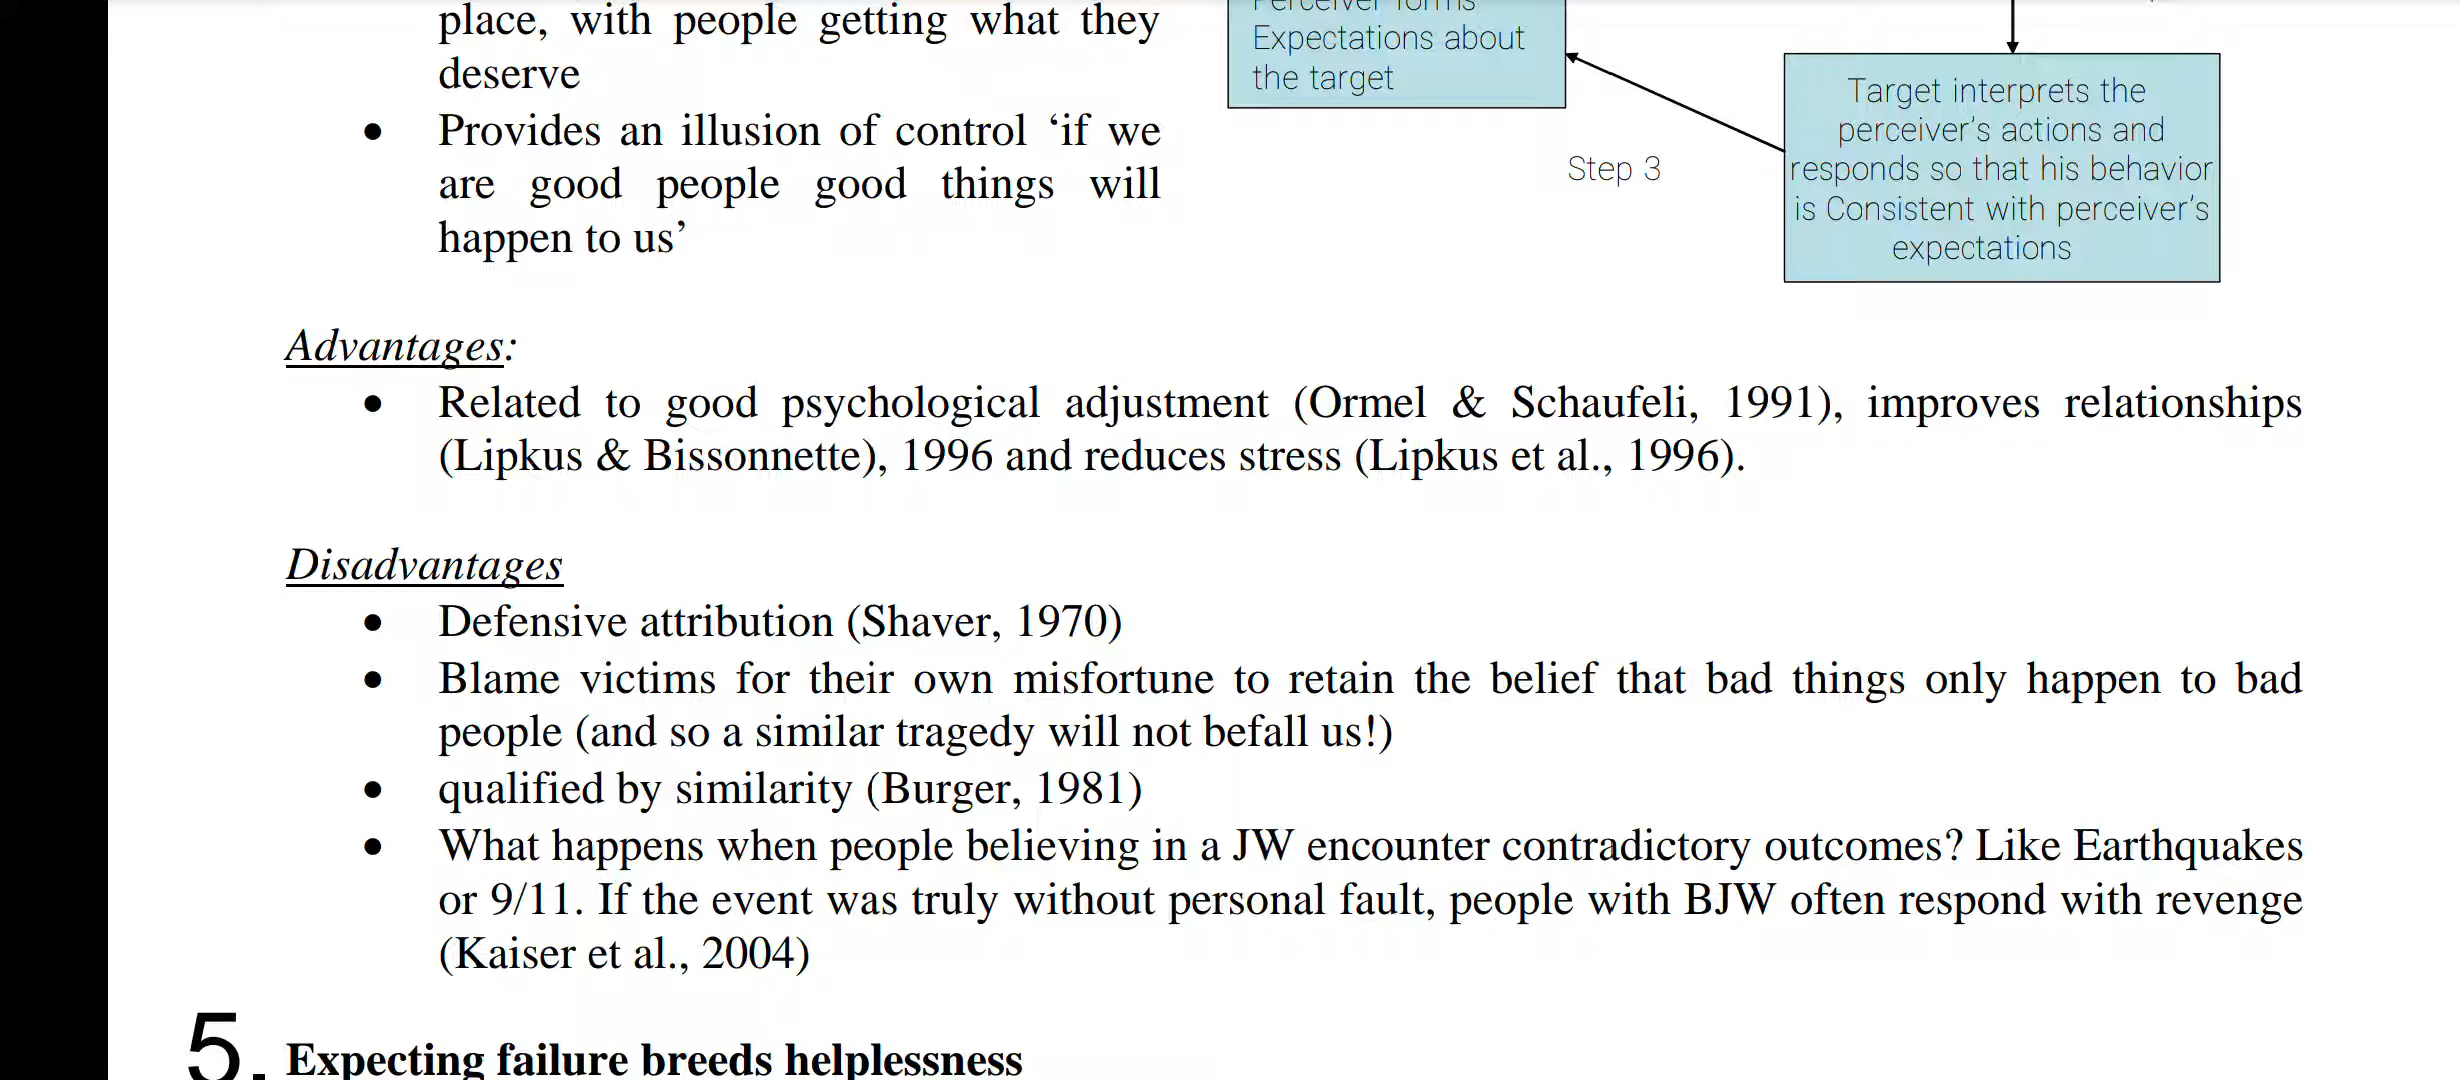 place, with people getting what they
deserve
• Provides an illusion of control ‘if we
are good people good things will
happen to us’
Perceiver forms
Expectations about
the target
Step 3
Target interprets the
perceiver’s actions and
responds so that his behavior
is Consistent with perceiver’s
expectations
Advantages:
• Related to good psychological adjustment (Ormel & Schaufeli, 1991), improves relationships
(Lipkus & Bissonnette), 1996 and reduces stress (Lipkus et al., 1996).
Disadvantages
• Defensive attribution (Shaver, 1970)
• Blame victims for their own misfortune to retain the belief that bad things only happen to bad
people (and so a similar tragedy will not befall us!)
• qualified by similarity (Burger, 1981)
• What happens when people believing in a JW encounter contradictory outcomes? Like Earthquakes
or 9/11. If the event was truly without personal fault, people with BJW often respond with revenge
(Kaiser et al., 2004)
5. Expecting failure breeds helplessness